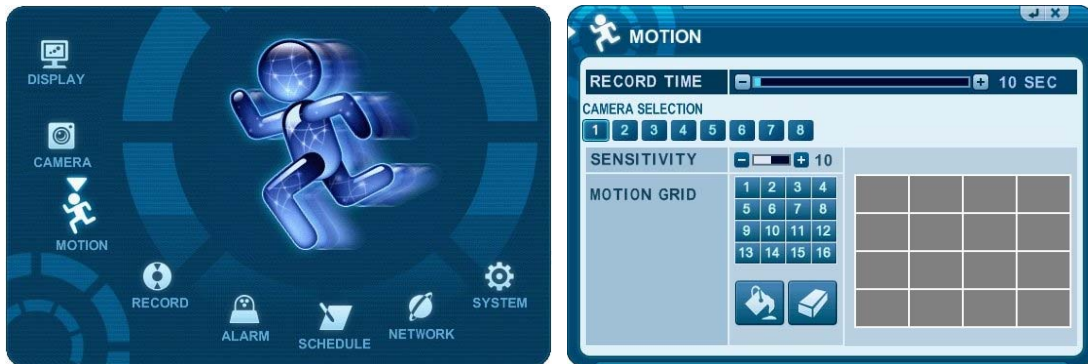 DISPLAY
CAMERA
MOTION
RECORD
ALARM
SCHEDULE
NETWORK
SYSTEM
MOTION
RECORD TIME 10 SEC
CAMERA SELECTION
1 2 3 4 5 6 7 8
SENSITIVITY 10
MOTION GRID
1 2 3 4
5 6 7 8
9 10 11 12
13 14 15 16